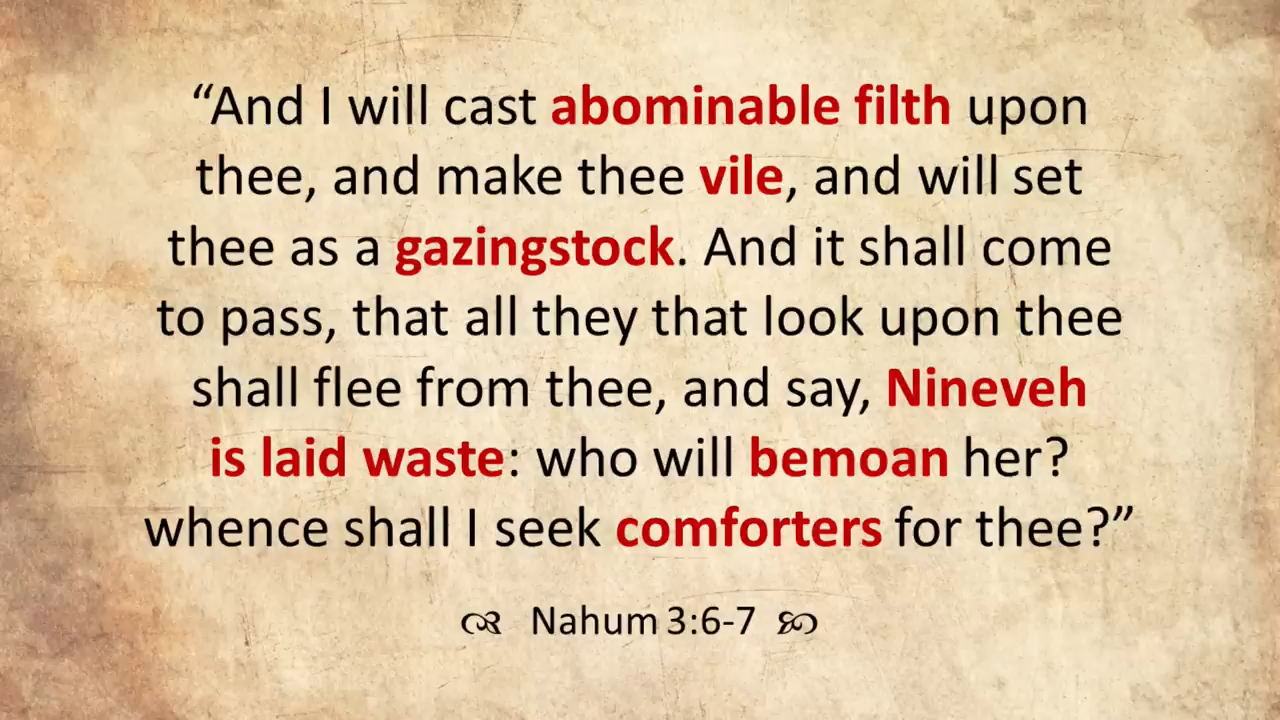 “And I will cast abominable filth upon
thee, and make thee vile, and will set
thee as a gazingstock. And it shall come
to pass, that all they that look upon thee
shall flee from thee, and say, Nineveh
is laid waste: who will bemoan her?
whence shall I seek comforters for thee?”
Nahum 3:6-7